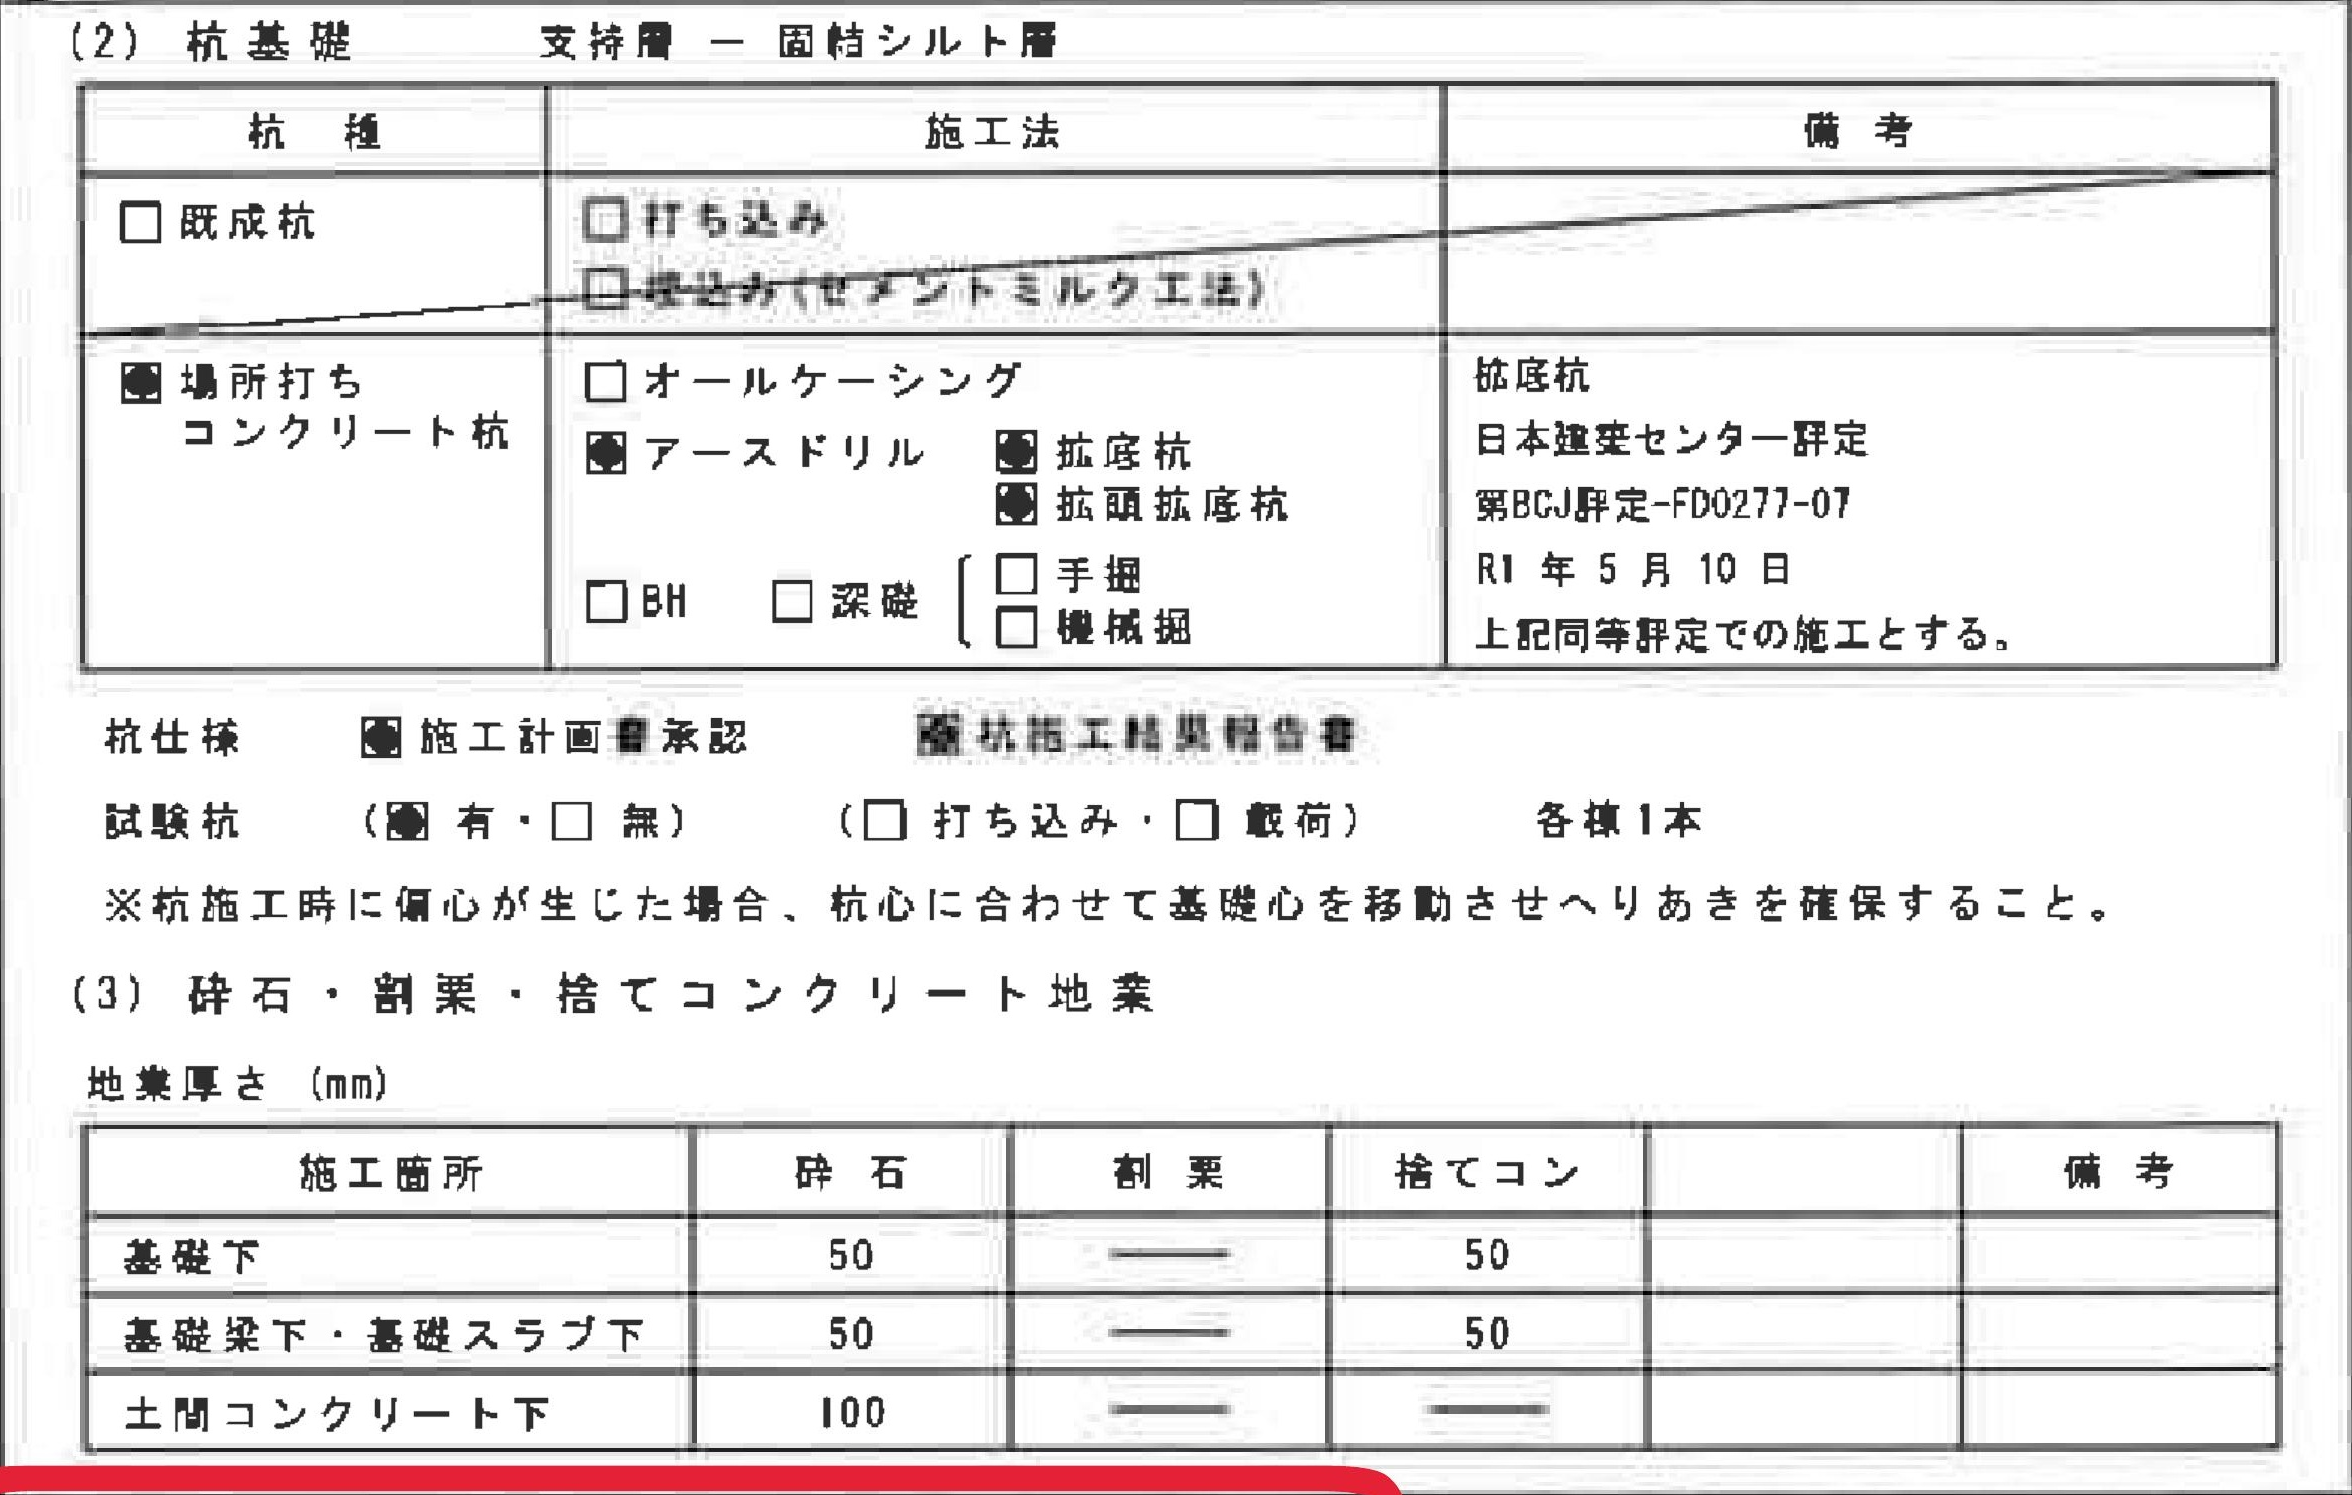 (2) 杭基礎 支持層 ー 固結シルト層
杭 種 施工法 備 考
□ 既成杭 □ 打ち込み
□ 埋込み(セメントミルク工法)
■ 場所打ち □ オールケーシング 拡底杭
コンクリート杭 ■ アースドリル ■ 拡底杭 日本建築センター評定
■ 拡頭拡底杭 第BCJ評定-FD0277-07
□ BH □ 深礎 □ 手掘 R1 年 5 月 10 日
□ 機械掘 上記同等評定での施工とする。
杭仕様 ■ 施工計画書承認 ■ 杭施工結果報告書
試験杭 (■ 有・□ 無) (□ 打ち込み・□ 載荷) 各棟1本
※杭施工時に偏心が生じた場合、杭心に合わせて基礎心を移動させへりあきを確保すること。
(3) 砕石・割栗・捨てコンクリート地業
地業厚さ (mm)
施工箇所 砕 石 割 栗 捨てコン 備 考
基礎下 50 ── 50
基礎梁下・基礎スラブ下 50 ── 50
土間コンクリート下 100 ── ──